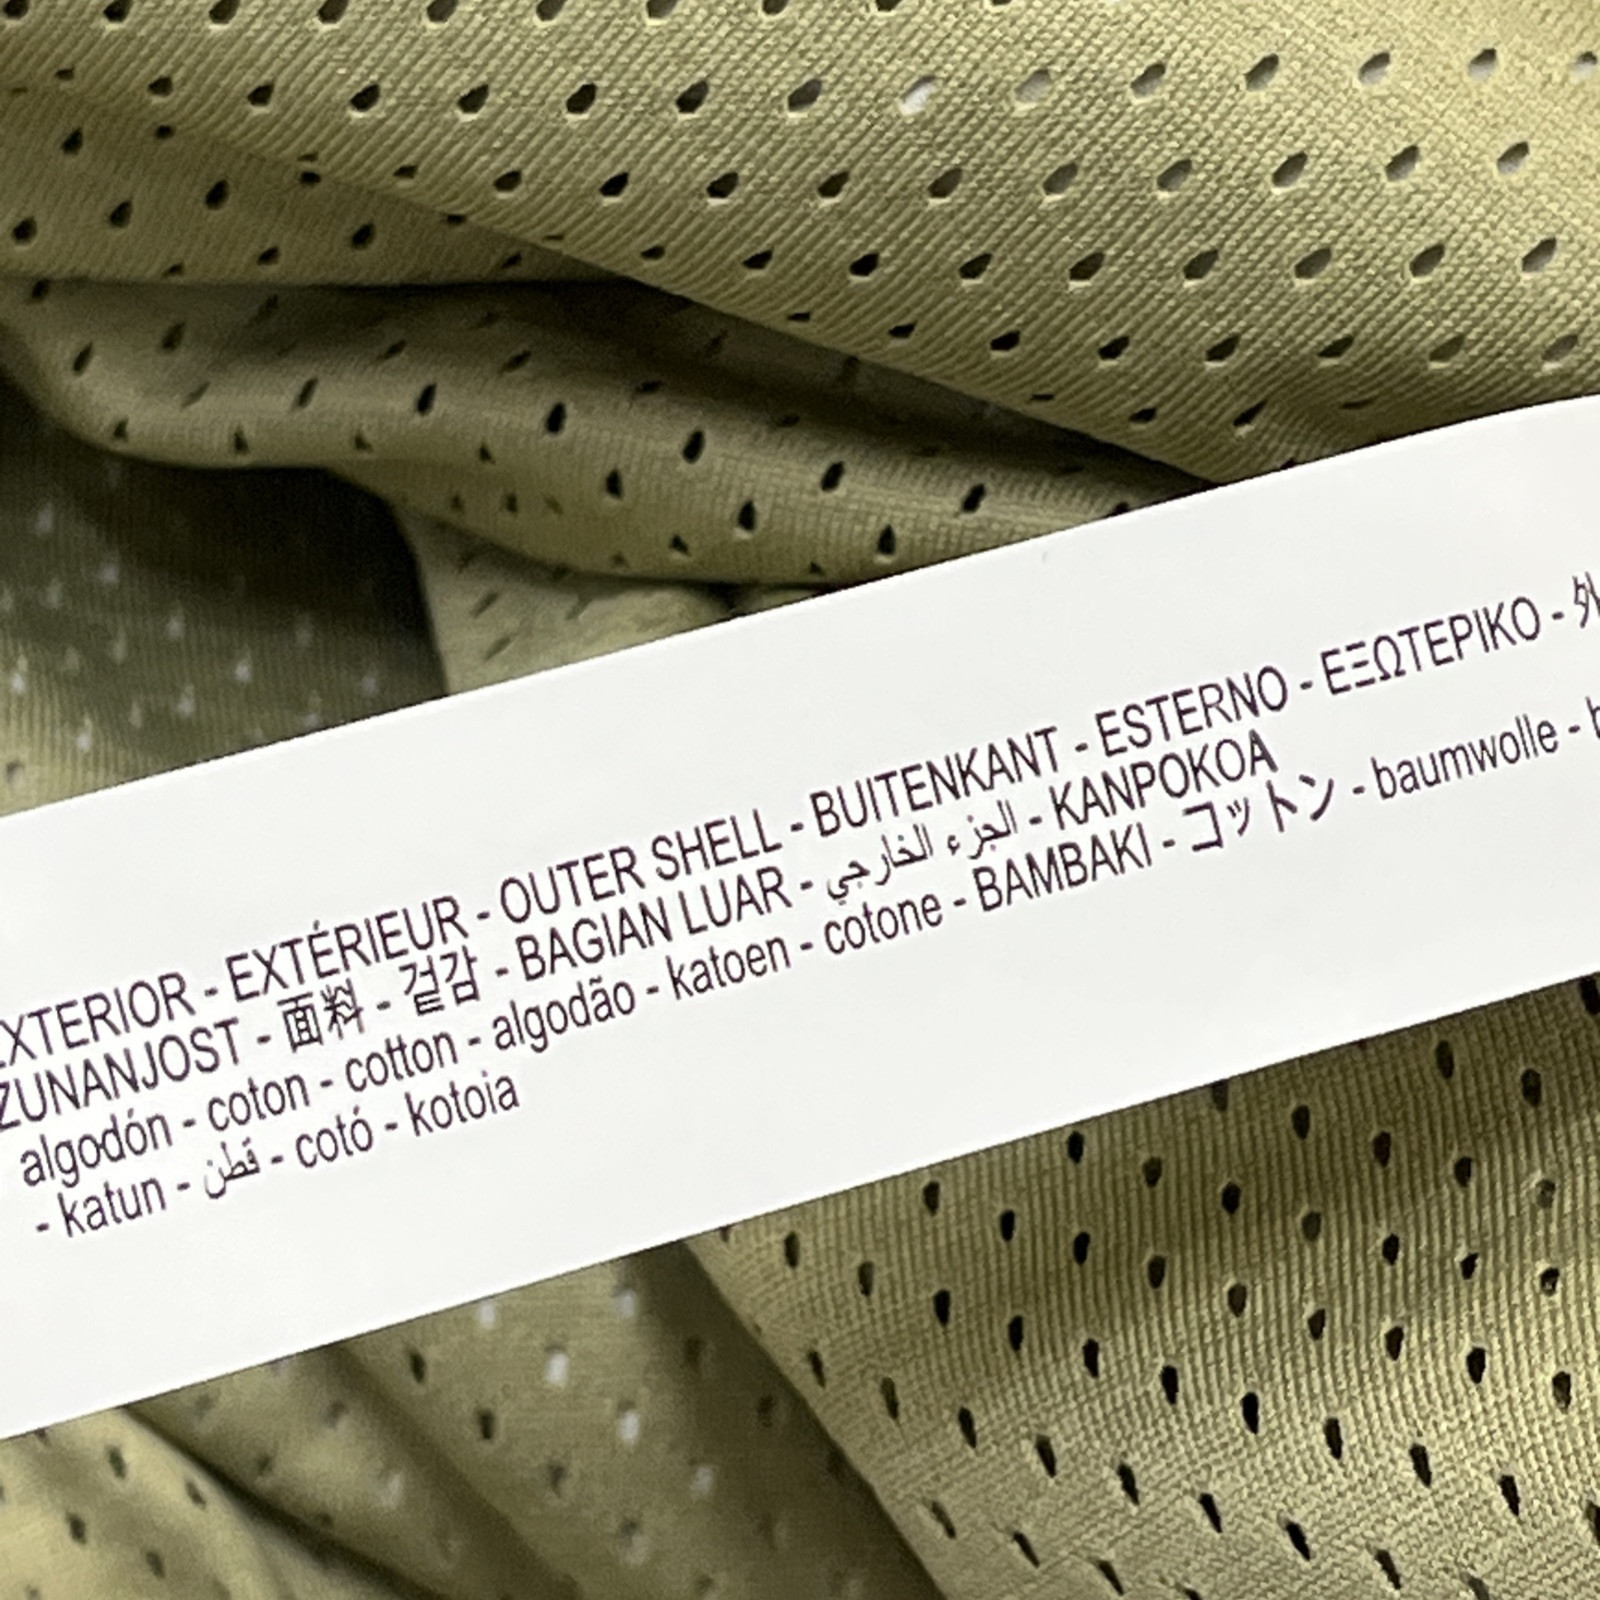 EXTERIOR - EXTÉRIEUR - OUTER SHELL - BUITENKANT - ESTERNO - ΕΞΩΤΕΡΙΚΟ - 外
ZUNANJOST - 面料 - 겉감 - BAGIAN LUAR - الجزء الخارجي - KANPOKOA
algodón - coton - cotton - algodão - katoen - cotone - BAMBAKI - コットン - baumwolle - b
- katun - قطن - cotó - kotoia